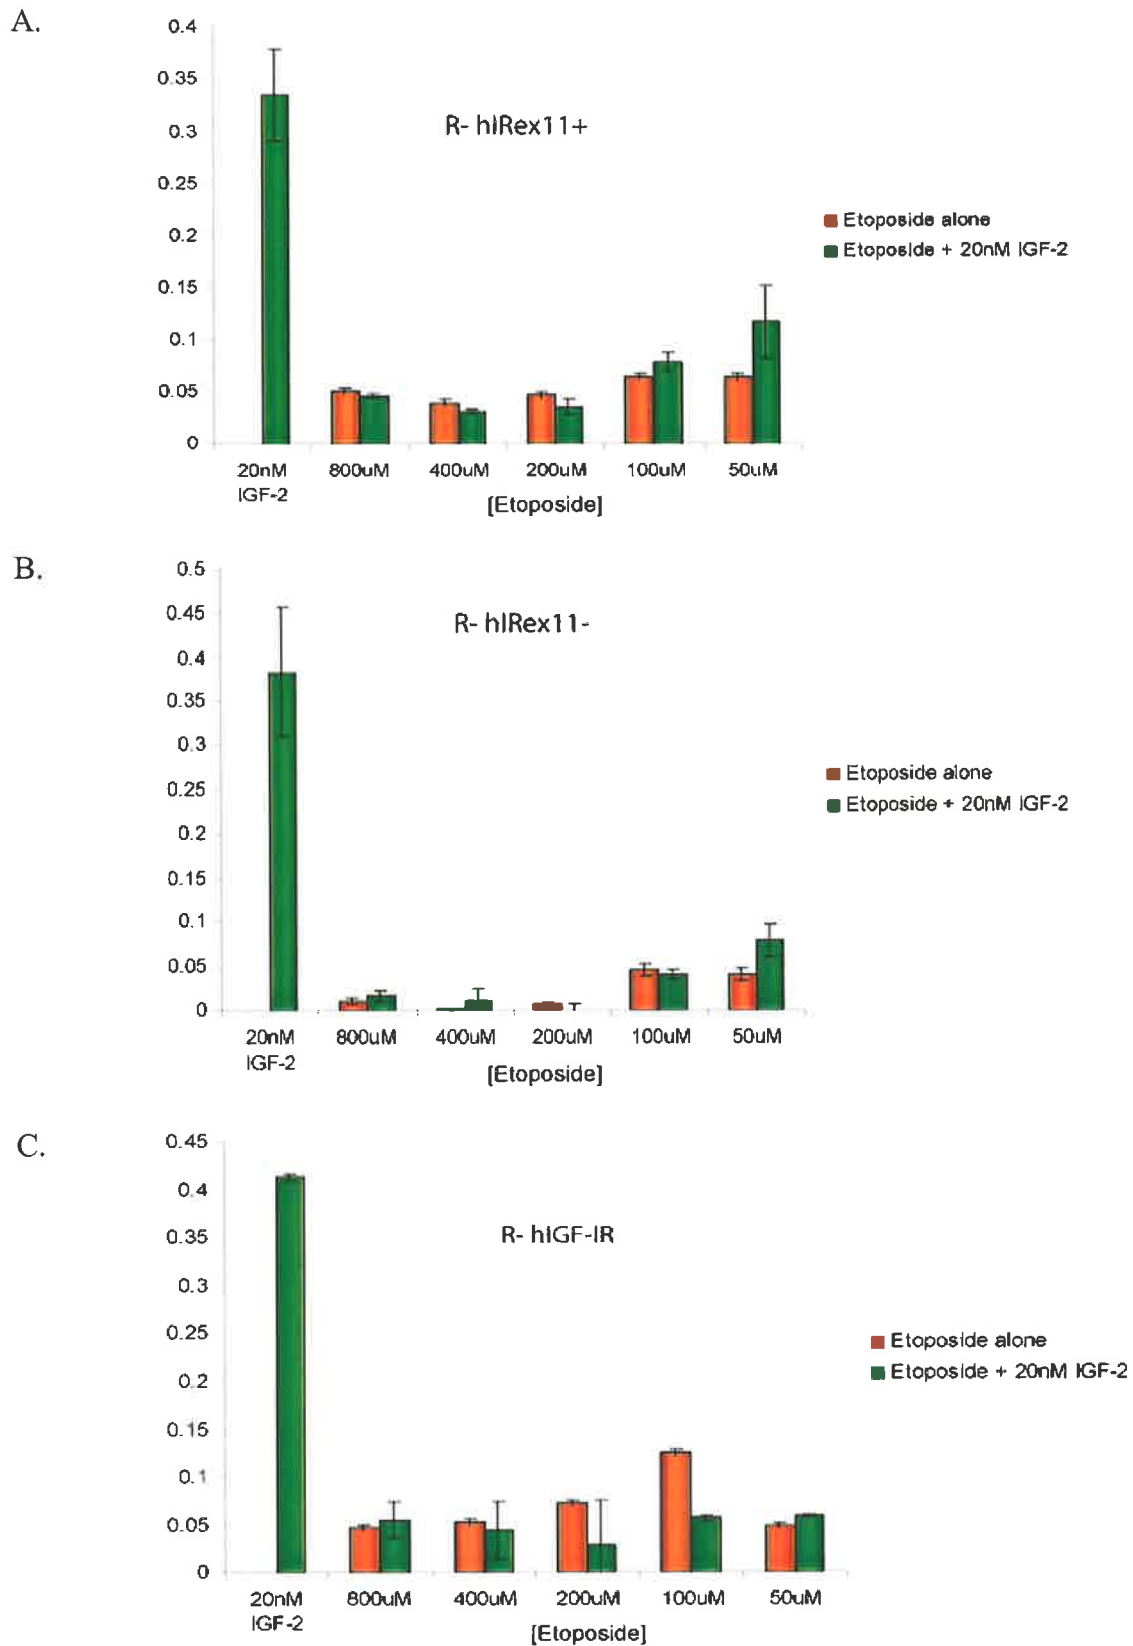 A.
0.4
0.35
0.3
0.25
0.2
0.15
0.1
0.05
0
R- hIRex11+
Etoposide alone
Etoposide + 20nM IGF-2
20nM IGF-2
800uM
400uM
200uM
100uM
50uM
[Etoposide]
B.
0.5
0.45
0.4
0.35
0.3
0.25
0.2
0.15
0.1
0.05
0
R- hIRex11-
Etoposide alone
Etoposide + 20nM IGF-2
20nM IGF-2
800uM
400uM
200uM
100uM
50uM
[Etoposide]
C.
0.45
0.4
0.35
0.3
0.25
0.2
0.15
0.1
0.05
0
R- hIGF-IR
Etoposide alone
Etoposide + 20nM IGF-2
20nM IGF-2
800uM
400uM
200uM
100uM
50uM
[Etoposide]